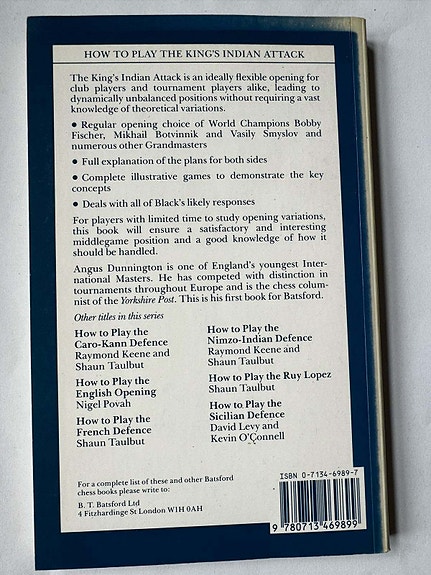 HOW TO PLAY THE KING'S INDIAN ATTACK
The King's Indian Attack is an ideally flexible opening for
club players and tournament players alike, leading to
dynamically unbalanced positions without requiring a vast
knowledge of theoretical variations.
● Regular opening choice of World Champions Bobby
Fischer, Mikhail Botvinnik and Vasily Smyslov and
numerous other Grandmasters
● Full explanation of the plans for both sides
● Complete illustrative games to demonstrate the key
concepts
● Deals with all of Black's likely responses
For players with limited time to study opening variations,
this book will ensure a satisfactory and interesting
middlegame position and a good knowledge of how it
should be handled.
Angus Dunnington is one of England's youngest Inter-
national Masters. He has competed with distinction in
tournaments throughout Europe and is the chess colum-
nist of the Yorkshire Post. This is his first book for Batsford.
Other titles in this series
How to Play the
Caro-Kann Defence
Raymond Keene and
Shaun Taulbut
How to Play the
English Opening
Nigel Povah
How to Play the
French Defence
Shaun Taulbut
How to Play the
Nimzo-Indian Defence
Raymond Keene and
Shaun Taulbut
How to Play the Ruy Lopez
Shaun Taulbut
How to Play the
Sicilian Defence
David Levy and
Kevin O'Connell
For a complete list of these and other Batsford
chess books please write to:
B. T. Batsford Ltd
4 Fitzhardinge St London W1H 0AH
ISBN 0-7134-6989-7
9 780713 469899